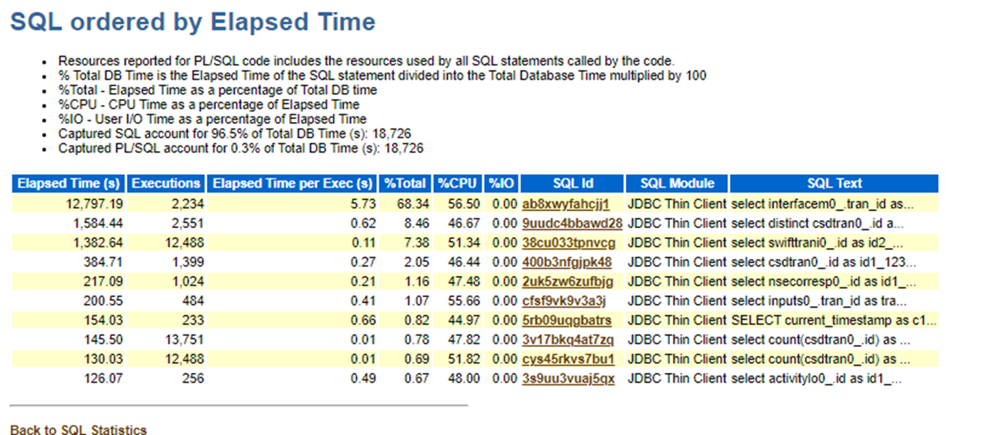 SQL ordered by Elapsed Time
• Resources reported for PL/SQL code includes the resources used by all SQL statements called by the code.
• % Total DB Time is the Elapsed Time of the SQL statement divided into the Total Database Time multiplied by 100
• %Total - Elapsed Time as a percentage of Total DB time
• %CPU - CPU Time as a percentage of Elapsed Time
• %IO - User I/O Time as a percentage of Elapsed Time
• Captured SQL account for 96.5% of Total DB Time (s): 18,726
• Captured PL/SQL account for 0.3% of Total DB Time (s): 18,726
Elapsed Time (s) Executions Elapsed Time per Exec (s) %Total %CPU %IO SQL Id SQL Module SQL Text
12,797.19 2,234 5.73 68.34 56.50 0.00 ab8xwyfahcjj1 JDBC Thin Client select interfacem0_.tran_id as...
1,584.44 2,551 0.62 8.46 46.67 0.00 9uudc4bbawd28 JDBC Thin Client select distinct csdtran0_.id a...
1,382.64 12,488 0.11 7.38 51.34 0.00 38cu033tpnvcg JDBC Thin Client select swifttrani0_.id as id2_...
384.71 1,399 0.27 2.05 46.44 0.00 400b3nfgjpk48 JDBC Thin Client select csdtran0_.id as id1_123...
217.09 1,024 0.21 1.16 47.48 0.00 2uk5zw6zufbjg JDBC Thin Client select nsecorresp0_.id as id1_...
200.55 484 0.41 1.07 55.66 0.00 cfsf9vk9v3a3j JDBC Thin Client select inputs0_.tran_id as tra...
154.03 233 0.66 0.82 44.97 0.00 5rb09uqgbatrs JDBC Thin Client SELECT current_timestamp as c1...
145.50 13,751 0.01 0.78 47.82 0.00 3v17bkq4at7zq JDBC Thin Client select count(csdtran0_.id) as ...
130.03 12,488 0.01 0.69 51.82 0.00 cys45rkvs7bu1 JDBC Thin Client select count(csdtran0_.id) as ...
126.07 256 0.49 0.67 48.00 0.00 3s9uu3vuaj5qx JDBC Thin Client select activitylo0_.id as id1_...
Back to SQL Statistics